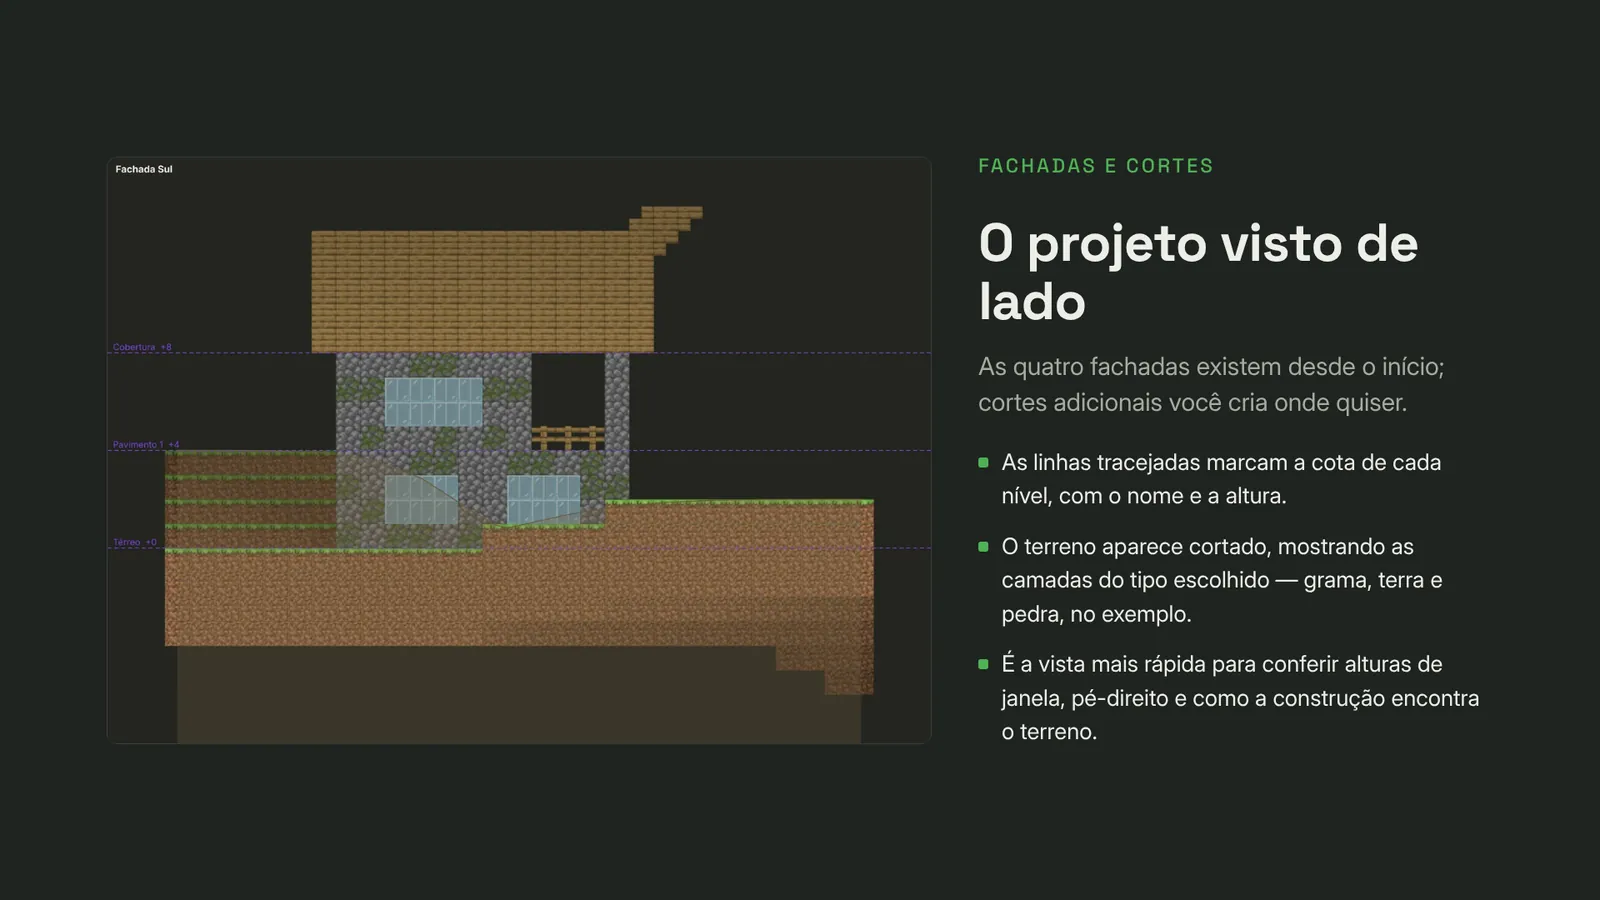 Fachada Sul
Cobertura +8
Pavimento 1 +4
Térreo +0
FACHADAS E CORTES
O projeto visto de
lado
As quatro fachadas existem desde o início;
cortes adicionais você cria onde quiser.
As linhas tracejadas marcam a cota de cada
nível, com o nome e a altura.
O terreno aparece cortado, mostrando as
camadas do tipo escolhido — grama, terra e
pedra, no exemplo.
É a vista mais rápida para conferir alturas de
janela, pé-direito e como a construção encontra
o terreno.